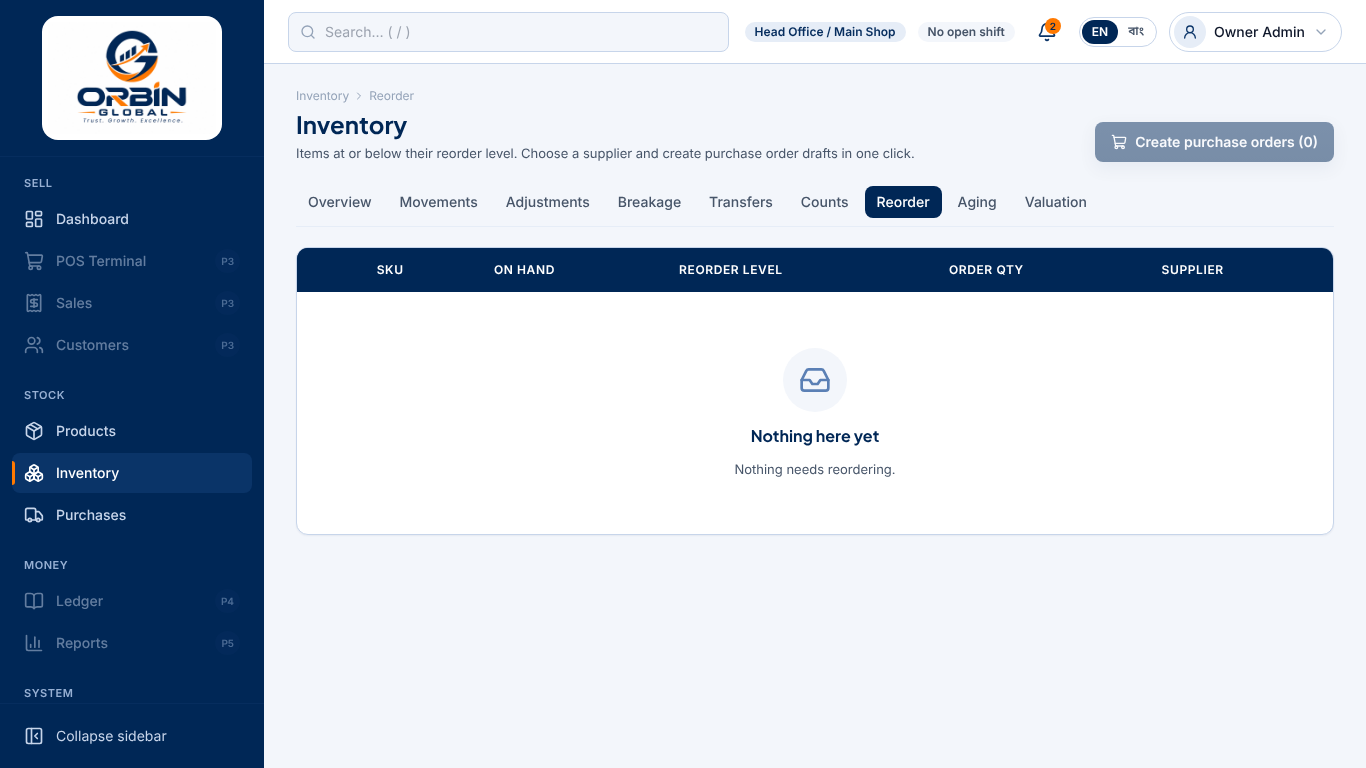 ORBIN
GLOBAL
Trust. Growth. Excellence.
SELL
Dashboard
POS Terminal P3
Sales P3
Customers P3
STOCK
Products
Inventory
Purchases
MONEY
Ledger P4
Reports P5
SYSTEM
Collapse sidebar
Search... ( / )
Head Office / Main Shop
No open shift
2
EN বাং
Owner Admin
Inventory > Reorder
Inventory
Items at or below their reorder level. Choose a supplier and create purchase order drafts in one click.
Create purchase orders (0)
Overview Movements Adjustments Breakage Transfers Counts Reorder Aging Valuation
SKU ON HAND REORDER LEVEL ORDER QTY SUPPLIER
Nothing here yet
Nothing needs reordering.